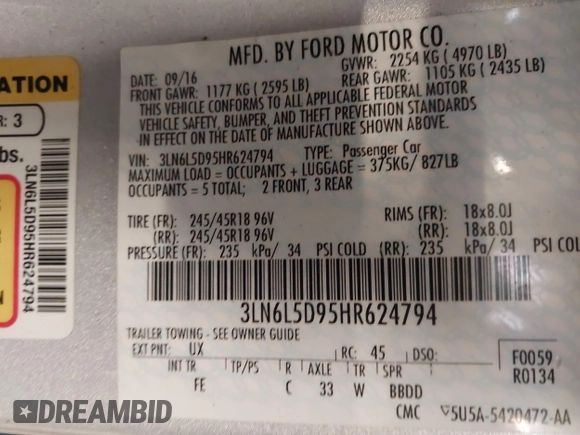 MFD. BY FORD MOTOR CO.
DATE: 09/16 GVWR: 2254 KG ( 4970 LB)
FRONT GAWR: 1177 KG ( 2595 LB) REAR GAWR: 1105 KG ( 2435 LB)
THIS VEHICLE CONFORMS TO ALL APPLICABLE FEDERAL MOTOR
VEHICLE SAFETY, BUMPER, AND THEFT PREVENTION STANDARDS
IN EFFECT ON THE DATE OF MANUFACTURE SHOWN ABOVE.
VIN: 3LN6L5D95HR624794 TYPE: Passenger Car
MAXIMUM LOAD = OCCUPANTS + LUGGAGE = 375KG/ 827LB
OCCUPANTS = 5 TOTAL; 2 FRONT, 3 REAR
TIRE (FR): 245/45R18 96V RIMS (FR): 18x8.0J
(RR): 245/45R18 96V (RR): 18x8.0J
PRESSURE (FR): 235 kPa/ 34 PSI COLD (RR): 235 kPa/ 34 PSI COL
3LN6L5D95HR624794
TRAILER TOWING - SEE OWNER GUIDE
EXT PNT: UX RC: 45 DSO: F0059
INT TR TP/PS R AXLE TR SPR R0134
FE C 33 W BBDD
CMC 5U5A-5420472-AA
ATION
R: 3
bs.
3LN6L5D95HR624794
RealCarCheck